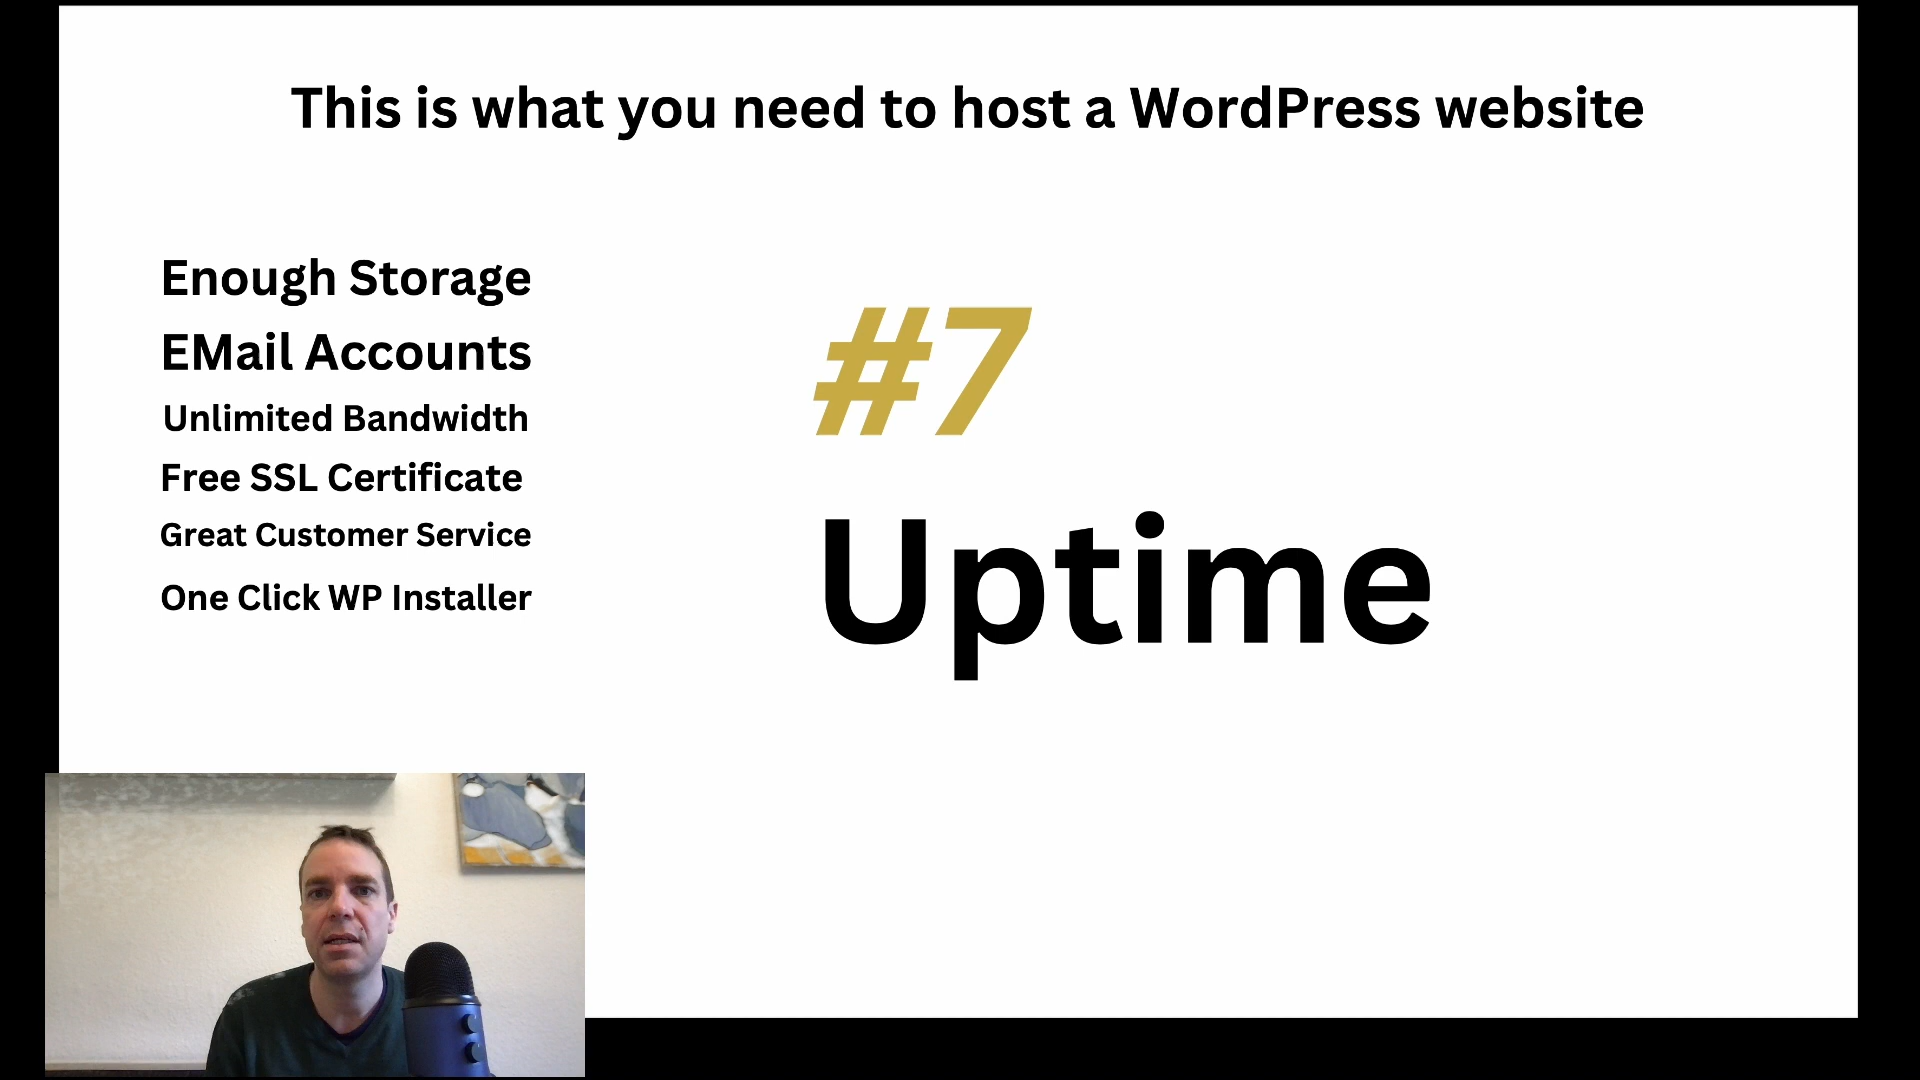 This is what you need to host a WordPress website
Enough Storage
EMail Accounts
Unlimited Bandwidth
Free SSL Certificate
Great Customer Service
One Click WP Installer
#7
Uptime